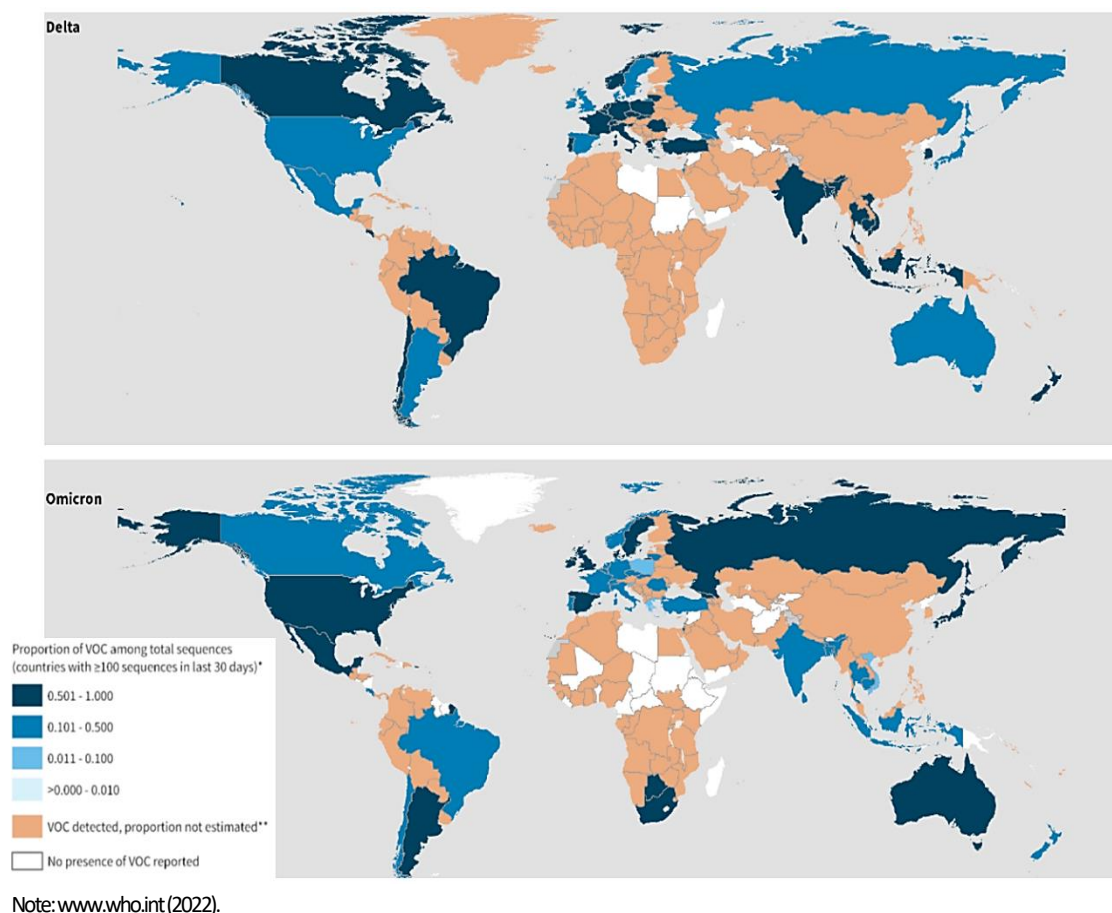 Delta
Omicron
Proportion of VOC among total sequences
(countries with ≥100 sequences in last 30 days)*
0.501 - 1.000
0.101 - 0.500
0.011 - 0.100
>0.000 - 0.010
VOC detected, proportion not estimated**
No presence of VOC reported
Note: www.who.int (2022).